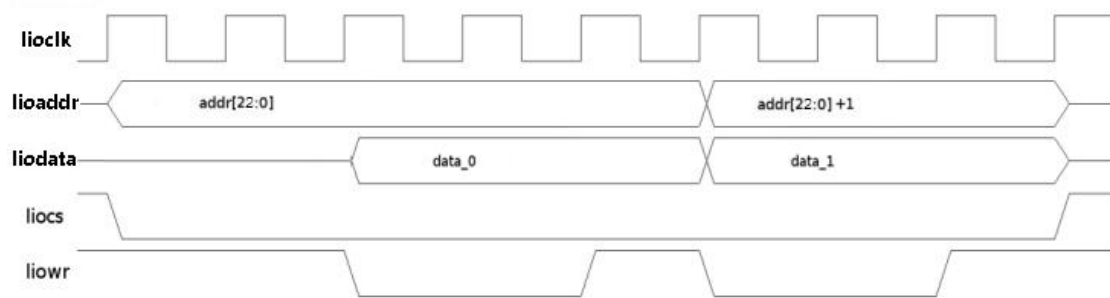 lioclk
lioaddr addr[22:0] addr[22:0] +1
liodata data_0 data_1
liocs
liowr